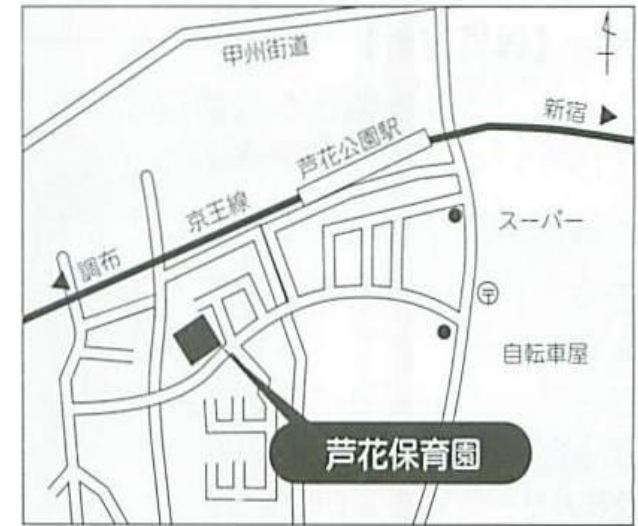 甲州街道
新宿 ▶
芦花公園駅
京王線
◀ 調布
スーパー
〒
自転車屋
芦花保育園